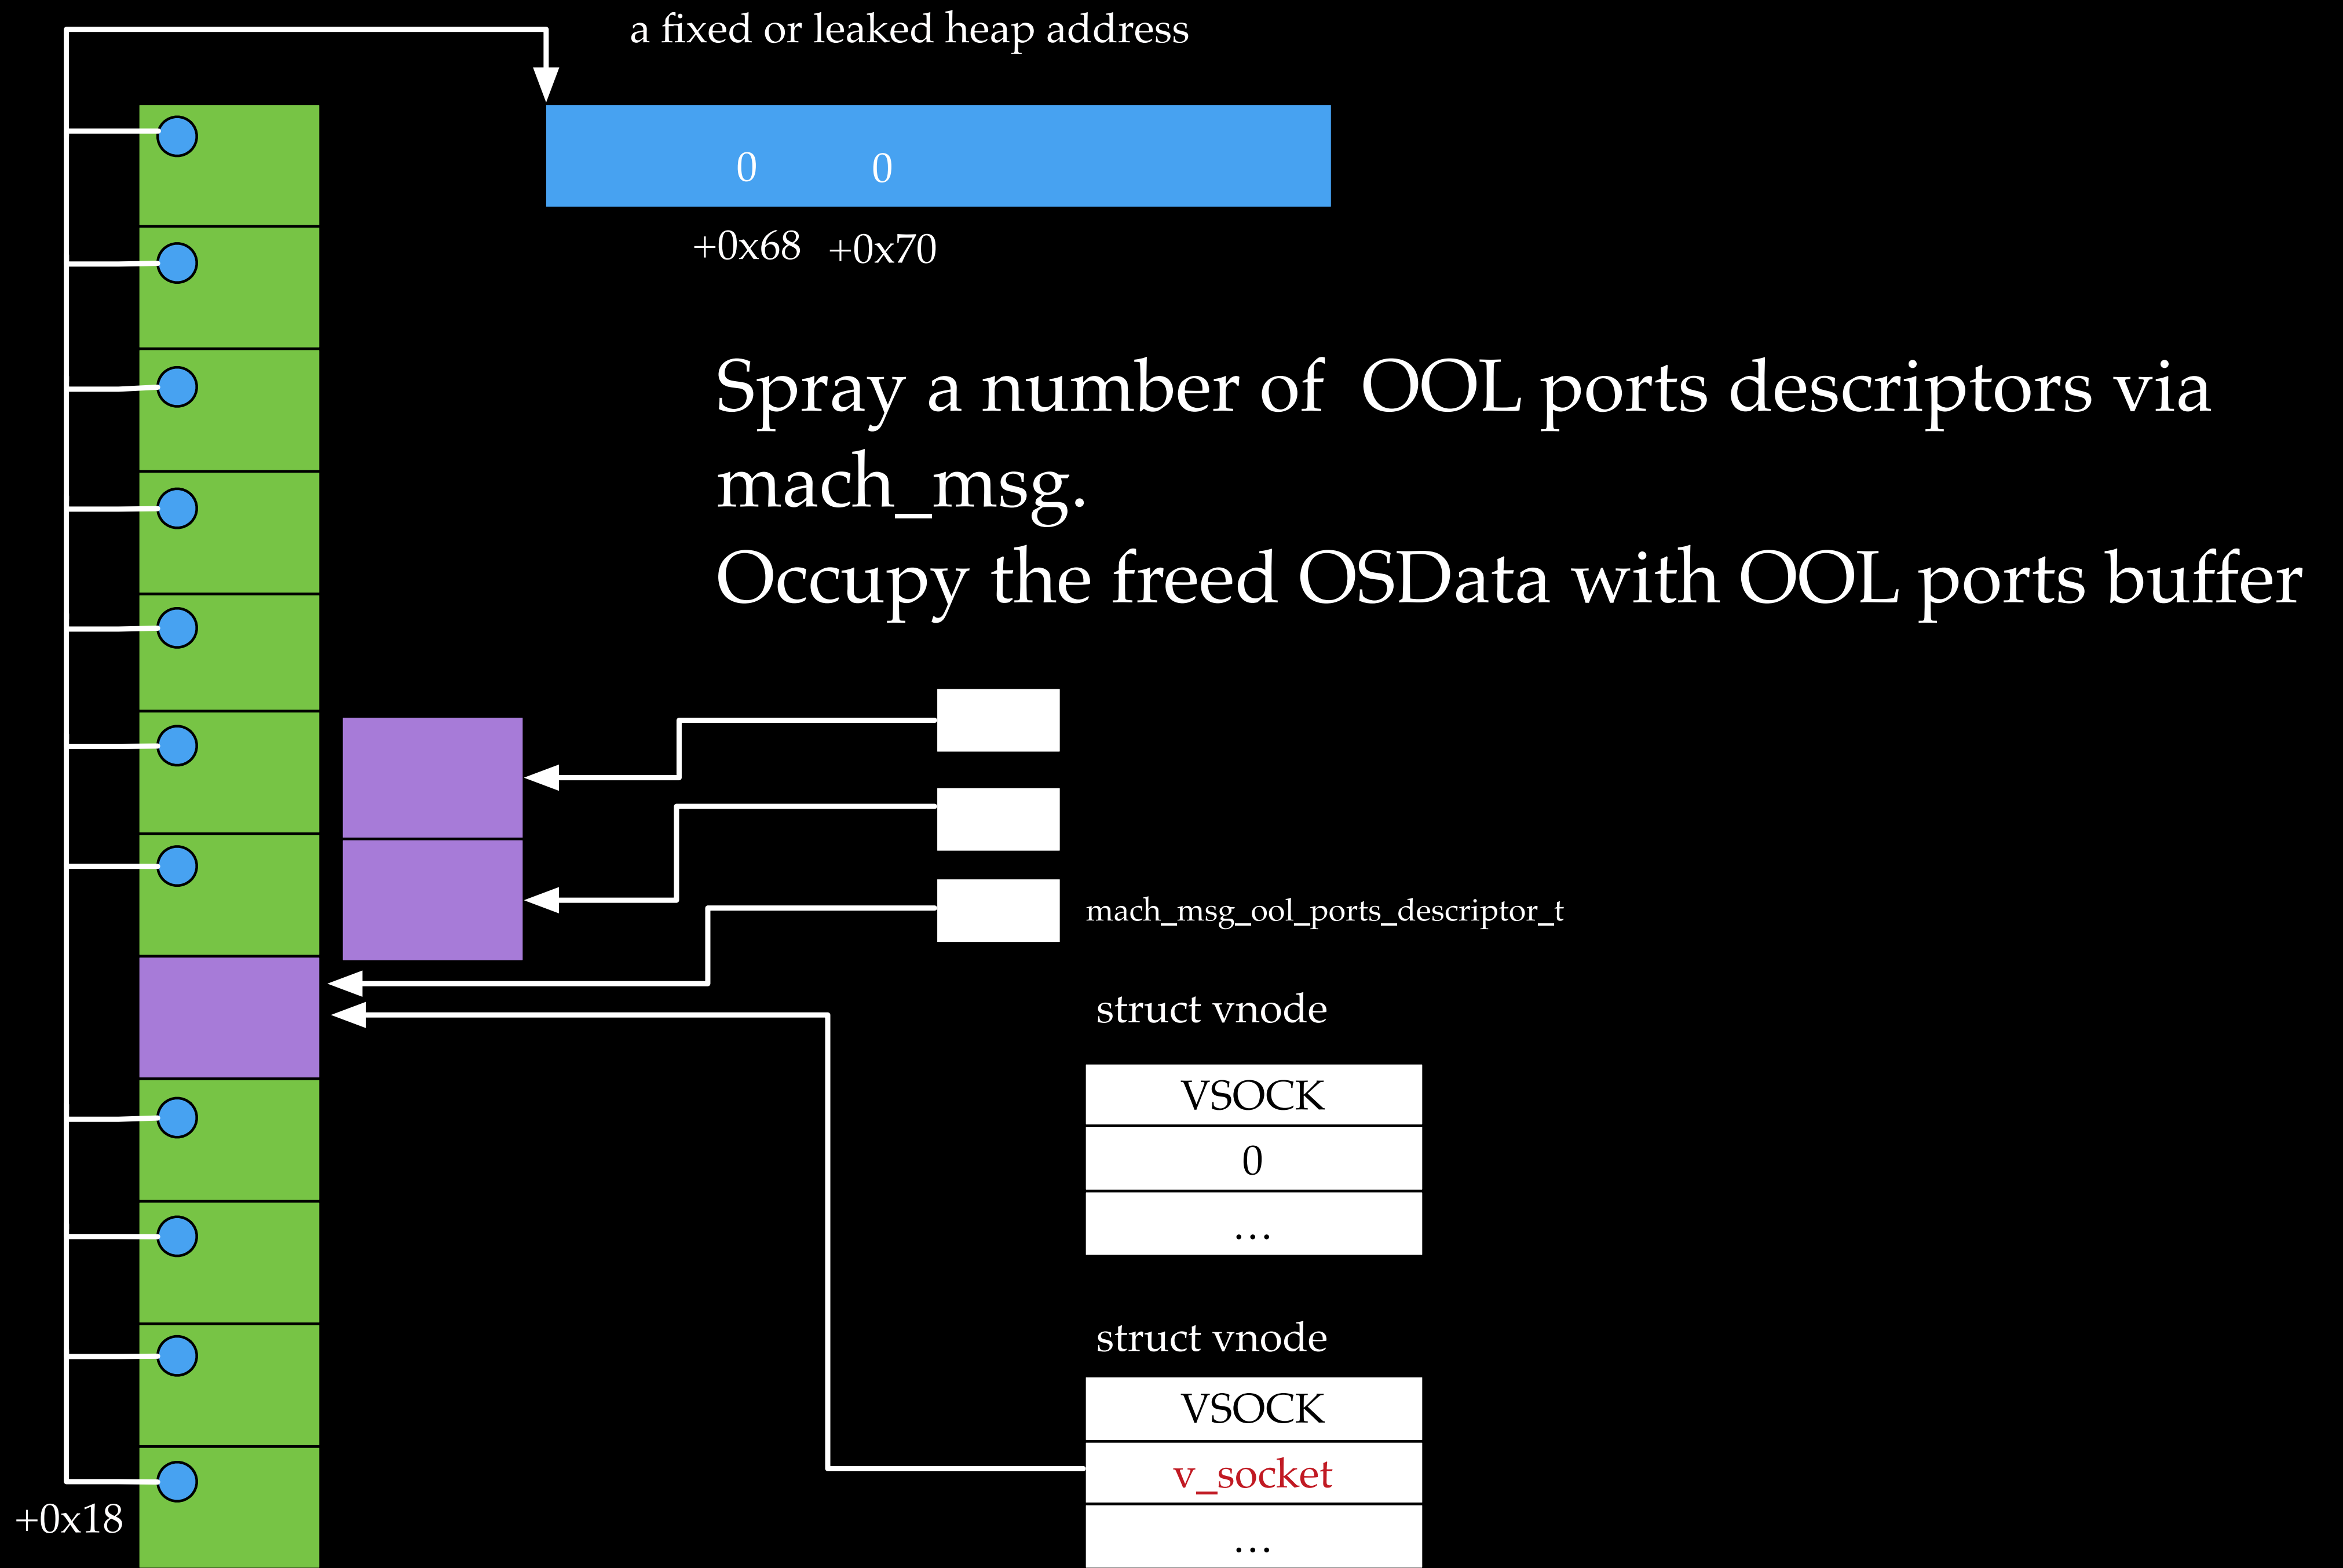 a fixed or leaked heap address
0 0
+0x68 +0x70
Spray a number of OOL ports descriptors via
mach_msg.
Occupy the freed OSData with OOL ports buffer
mach_msg_ool_ports_descriptor_t
struct vnode
VSOCK
0
...
struct vnode
VSOCK
v_socket
...
+0x18